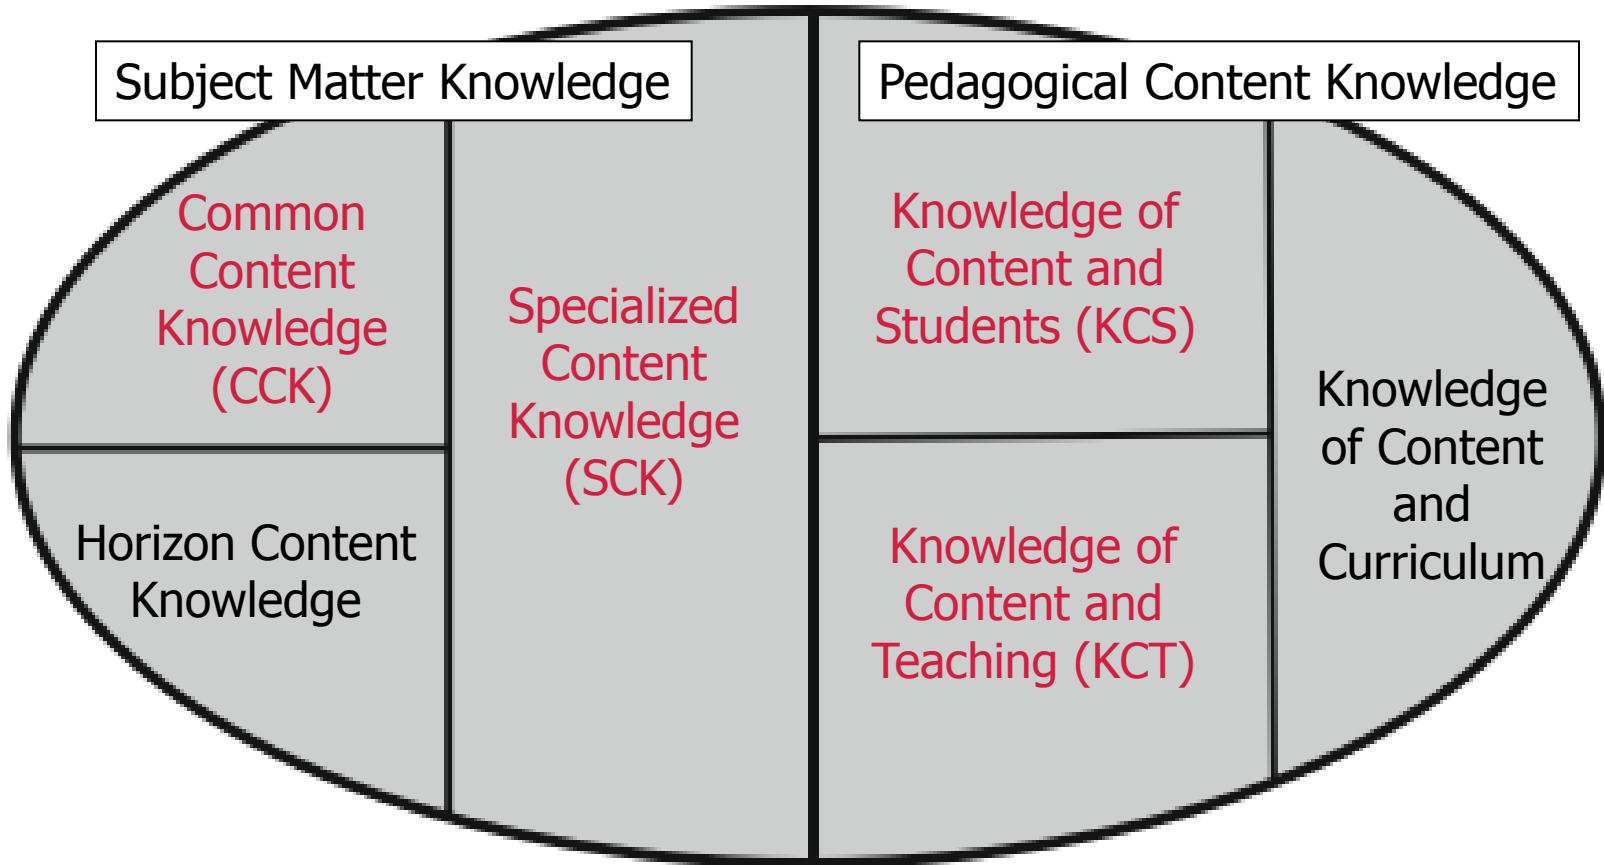 Subject Matter Knowledge
Pedagogical Content Knowledge
Common
Content
Knowledge
(CCK)
Horizon Content
Knowledge
Specialized
Content
Knowledge
(SCK)
Knowledge of
Content and
Students (KCS)
Knowledge of
Content and
Teaching (KCT)
Knowledge
of Content
and
Curriculum